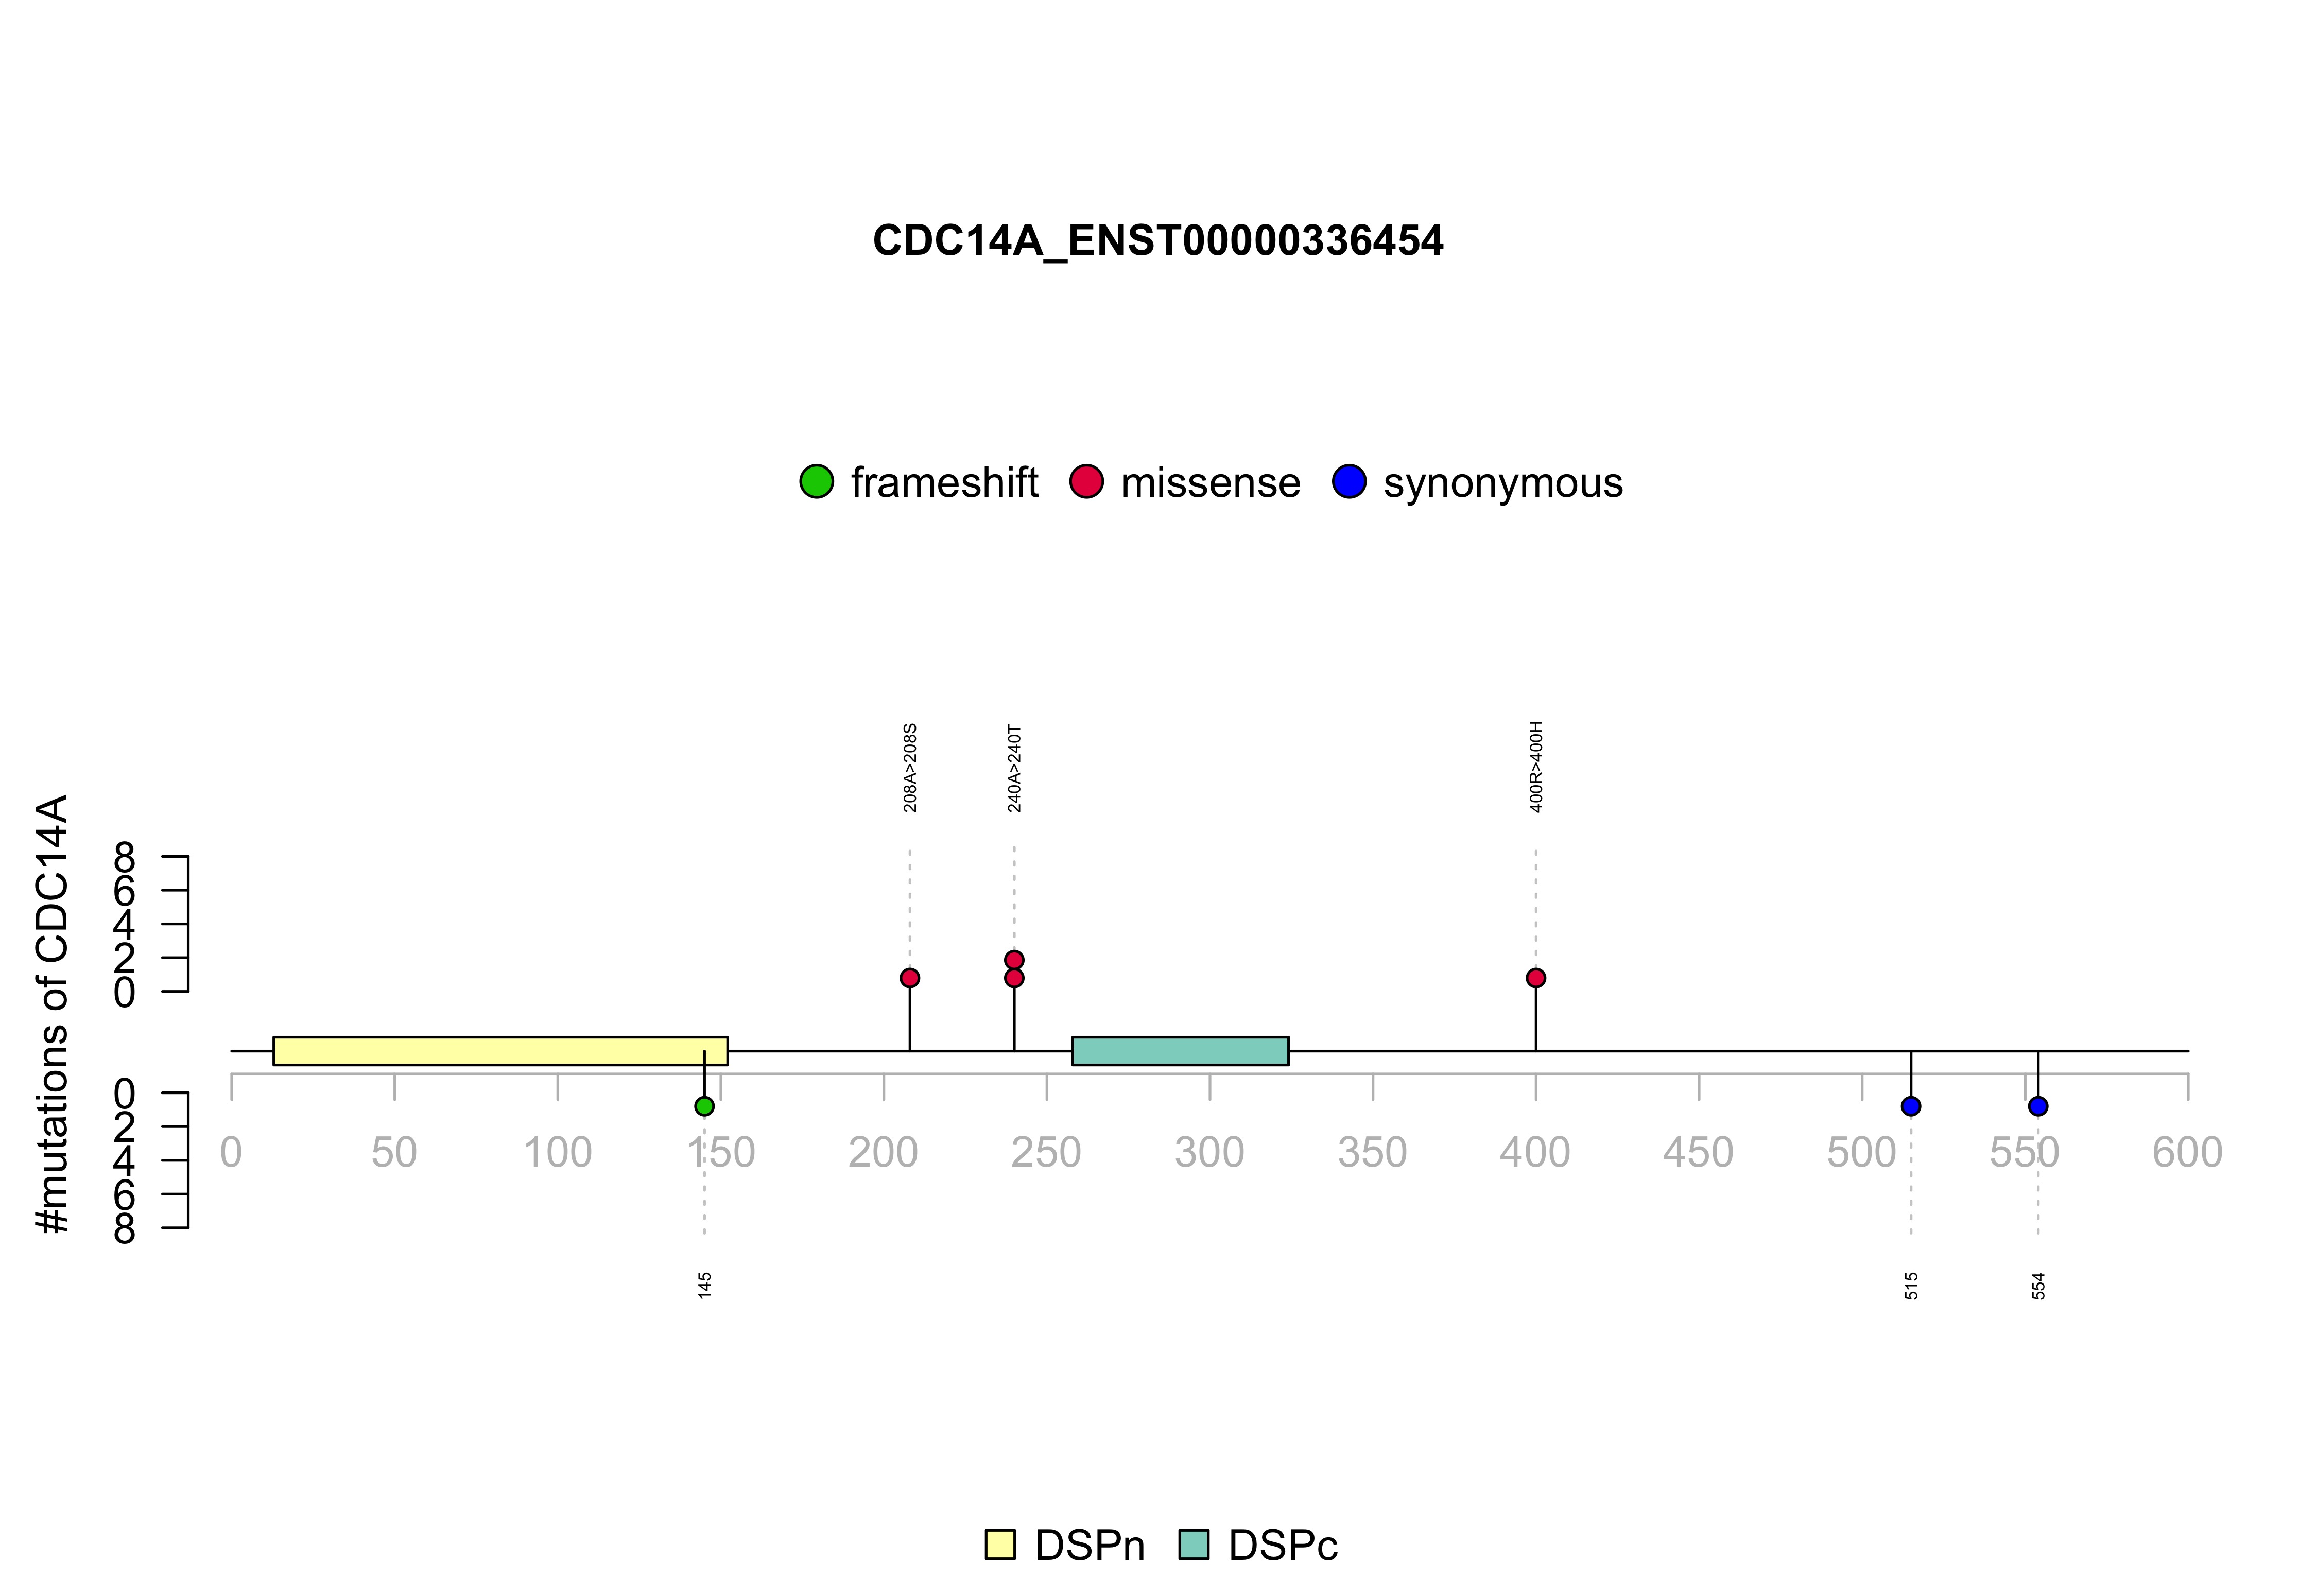 CDC14A_ENST00000336454
frameshift missense synonymous
208A>208S
240A>240T
400R>400H
#mutations of CDC14A
8
6
4
2
0
0
2
4
6
8
0 50 100 150 200 250 300 350 400 450 500 550 600
145
515
554
DSPn DSPc